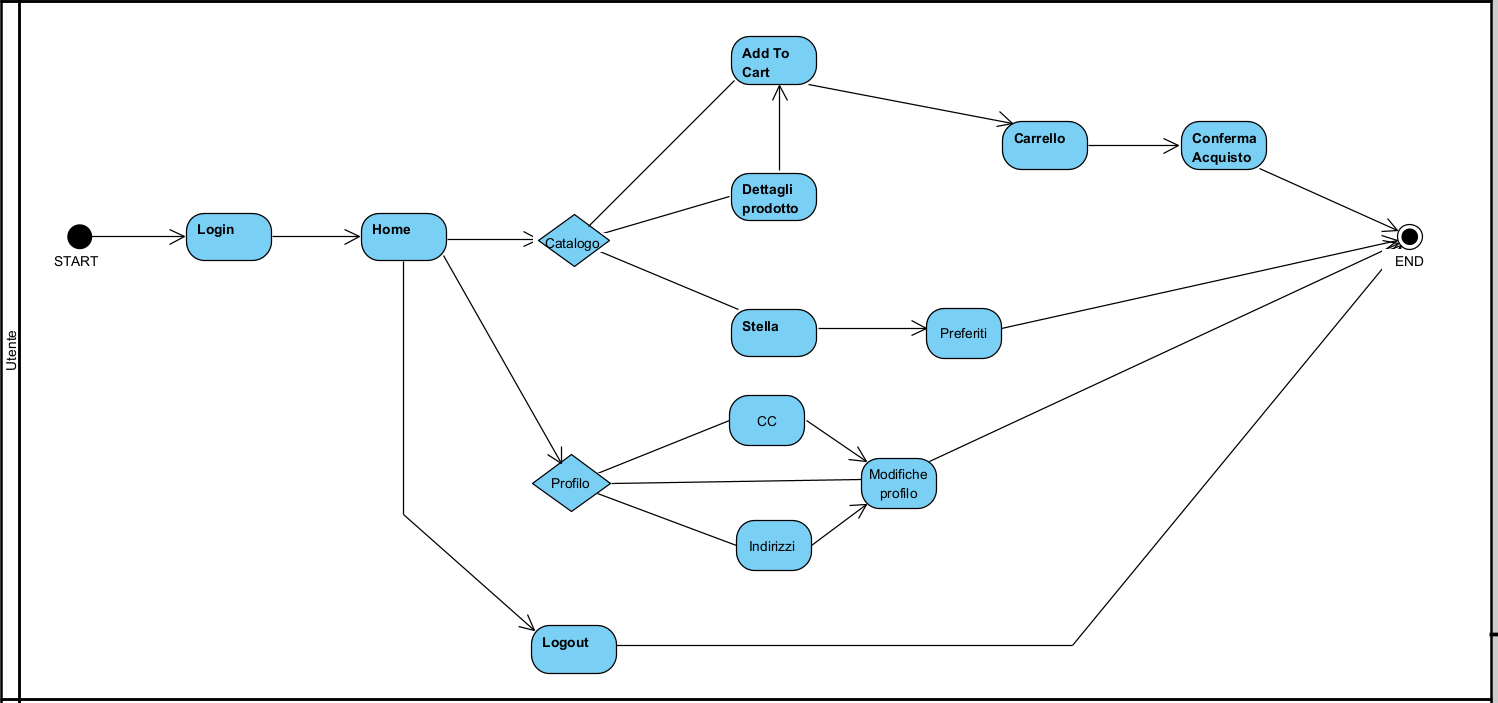 Utente
START
Login
Home
Catalogo
Add To
Cart
Dettagli
prodotto
Stella
Carrello
Conferma
Acquisto
Preferiti
END
Profilo
CC
Modifiche
profilo
Indirizzi
Logout